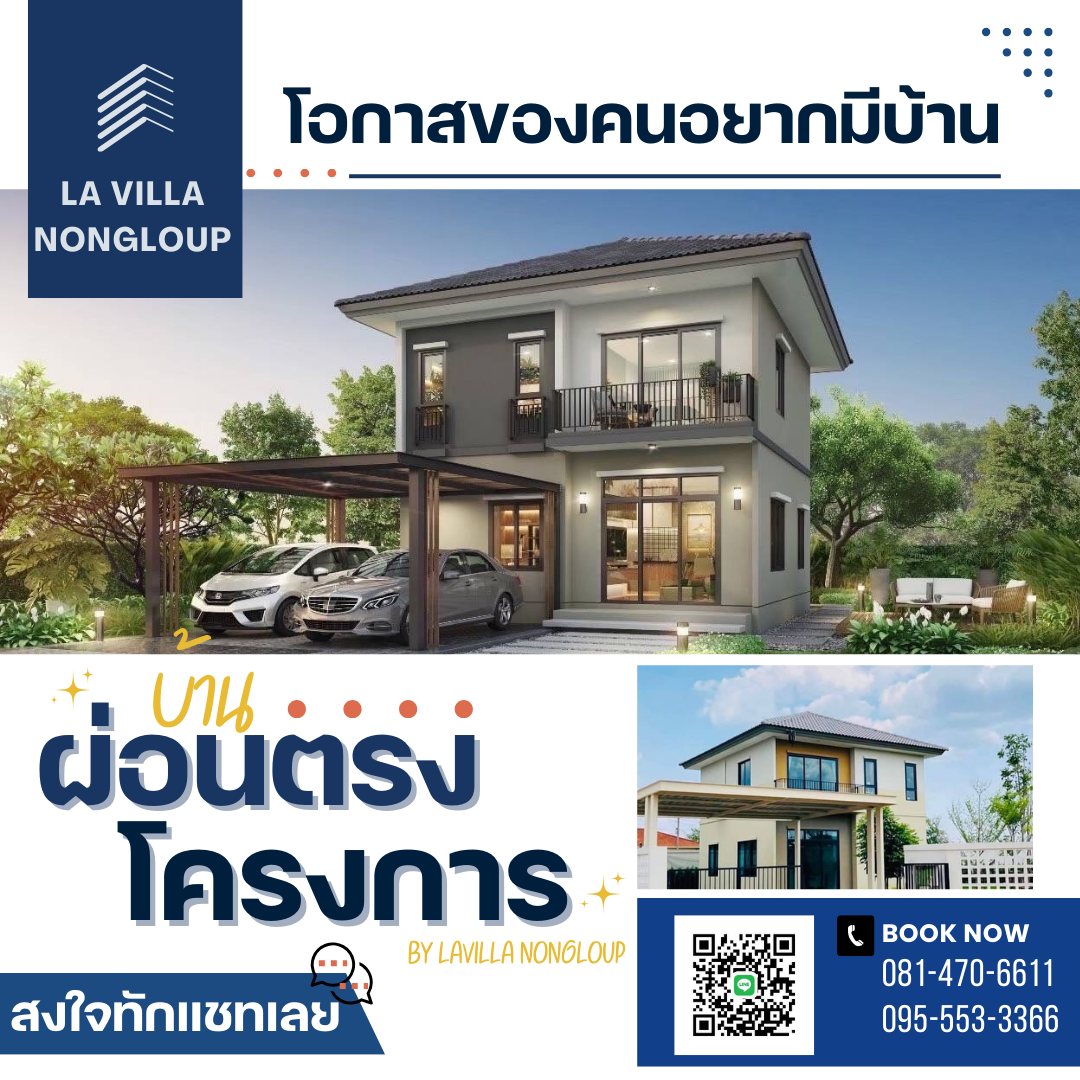 LA VILLA
NONGLOUP
โอกาสของคนอยากมีบ้าน
บ้าน
ผ่อนตรง
โครงการ
BY LAVILLA NONGLOUP
สงใจทักแชทเลย
LINE
BOOK NOW
081-470-6611
095-553-3366